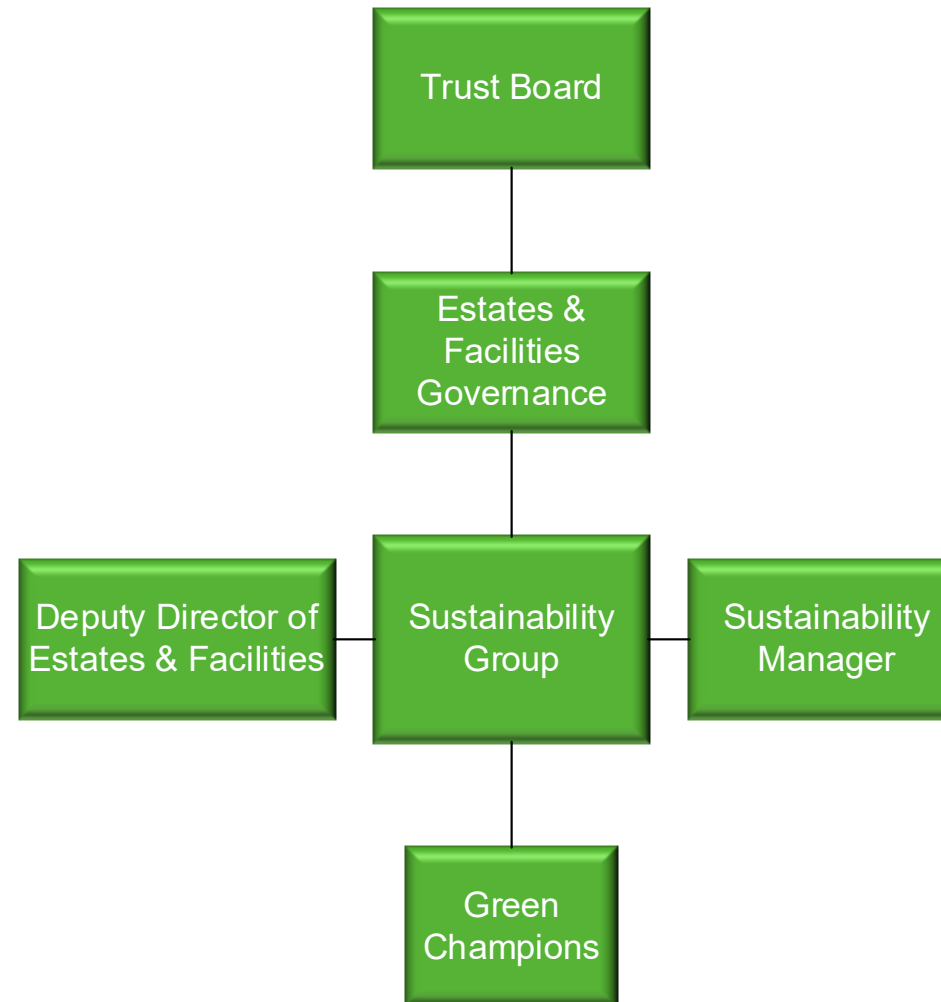 Trust Board
Estates &
Facilities
Governance
Deputy Director of
Estates & Facilities
Sustainability
Group
Sustainability
Manager
Green
Champions